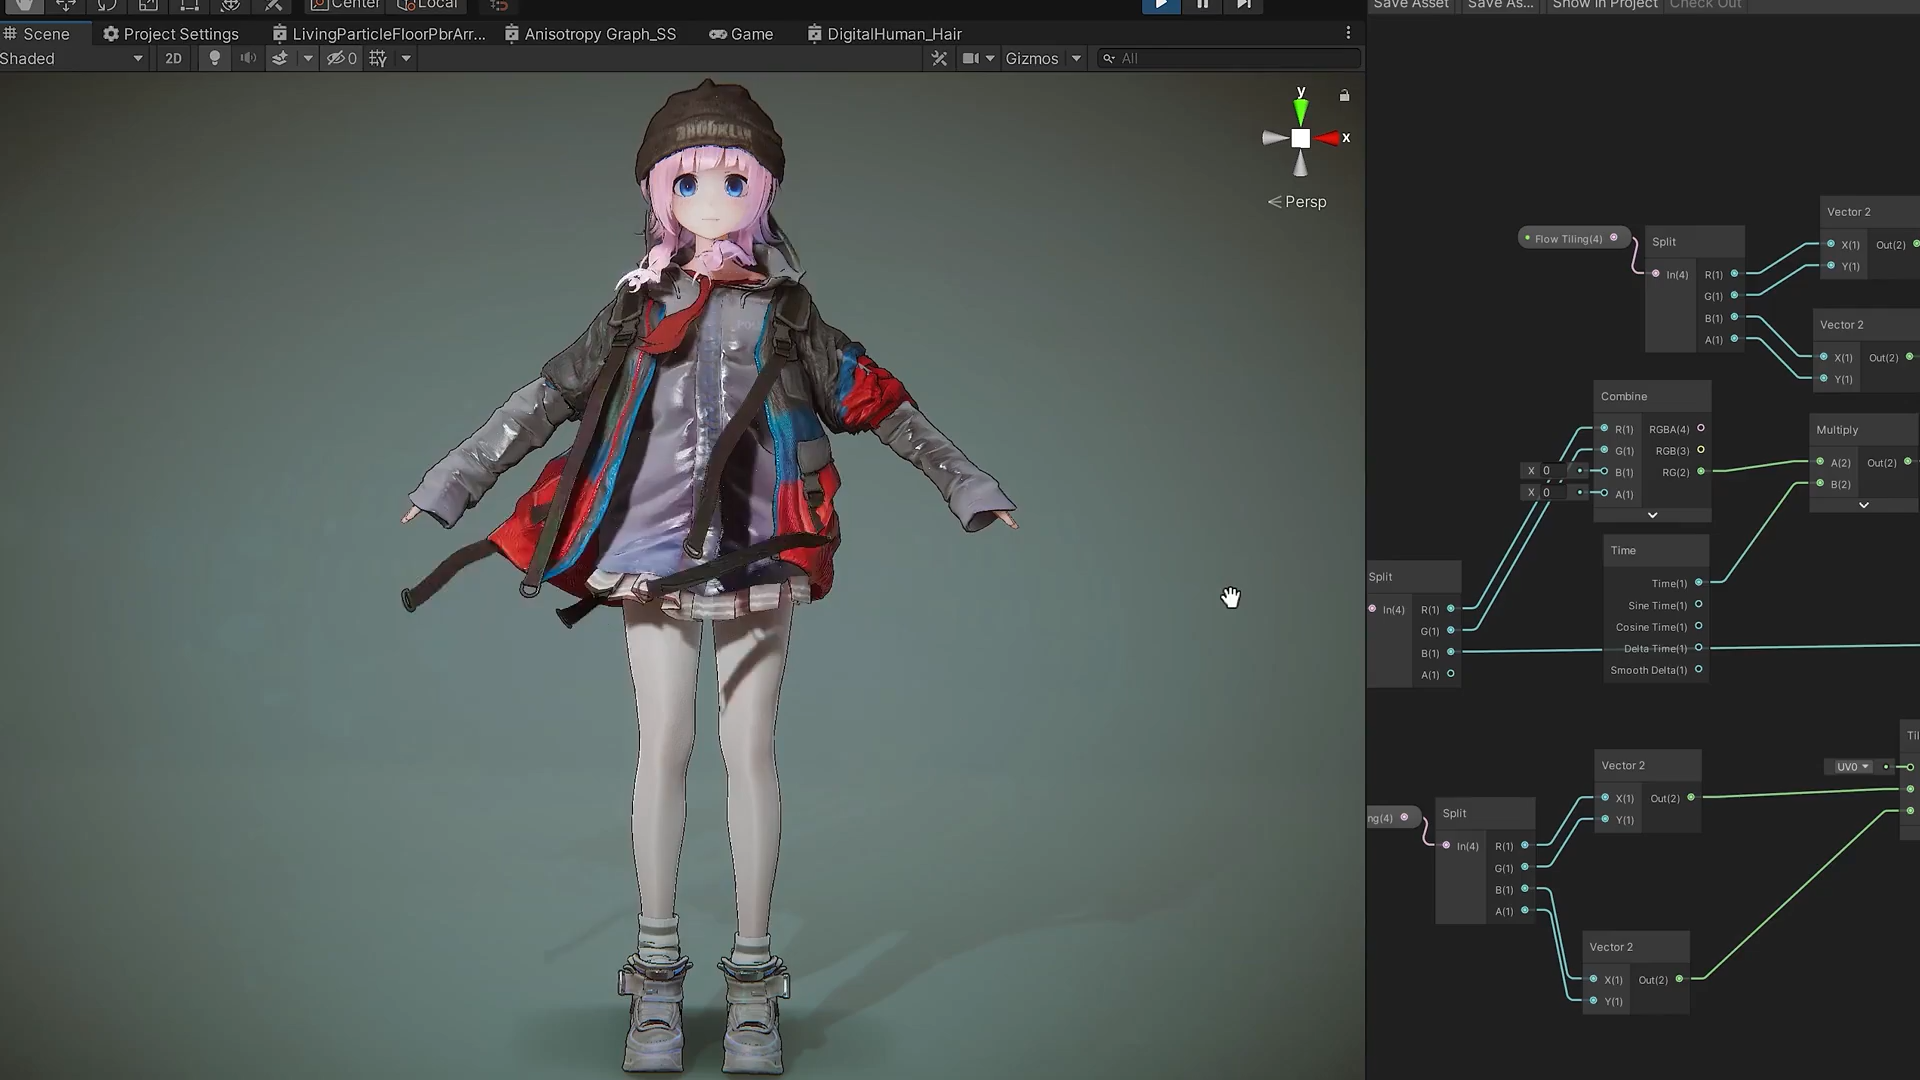 Center
Local
Save Asset
Save As...
Show In Project
Check Out
Scene
Project Settings
LivingParticleFloorPbrArr...
Anisotropy Graph_SS
Game
DigitalHuman_Hair
Shaded
2D
0
Gizmos
All
y
x
Persp
BROOKLYN
Flow Tiling(4)
Split
In(4)
R(1)
G(1)
B(1)
A(1)
Vector 2
X(1)
Y(1)
Out(2)
Vector 2
X(1)
Y(1)
Out(2)
Combine
R(1)
G(1)
B(1)
A(1)
X 0
X 0
RGBA(4)
RGB(3)
RG(2)
Multiply
A(2)
B(2)
Out(2)
Time
Time(1)
Sine Time(1)
Cosine Time(1)
Delta Time(1)
Smooth Delta(1)
Split
In(4)
R(1)
G(1)
B(1)
A(1)
Vector 2
X(1)
Y(1)
Out(2)
UV0
Til
ng(4)
Split
In(4)
R(1)
G(1)
B(1)
A(1)
Vector 2
X(1)
Y(1)
Out(2)